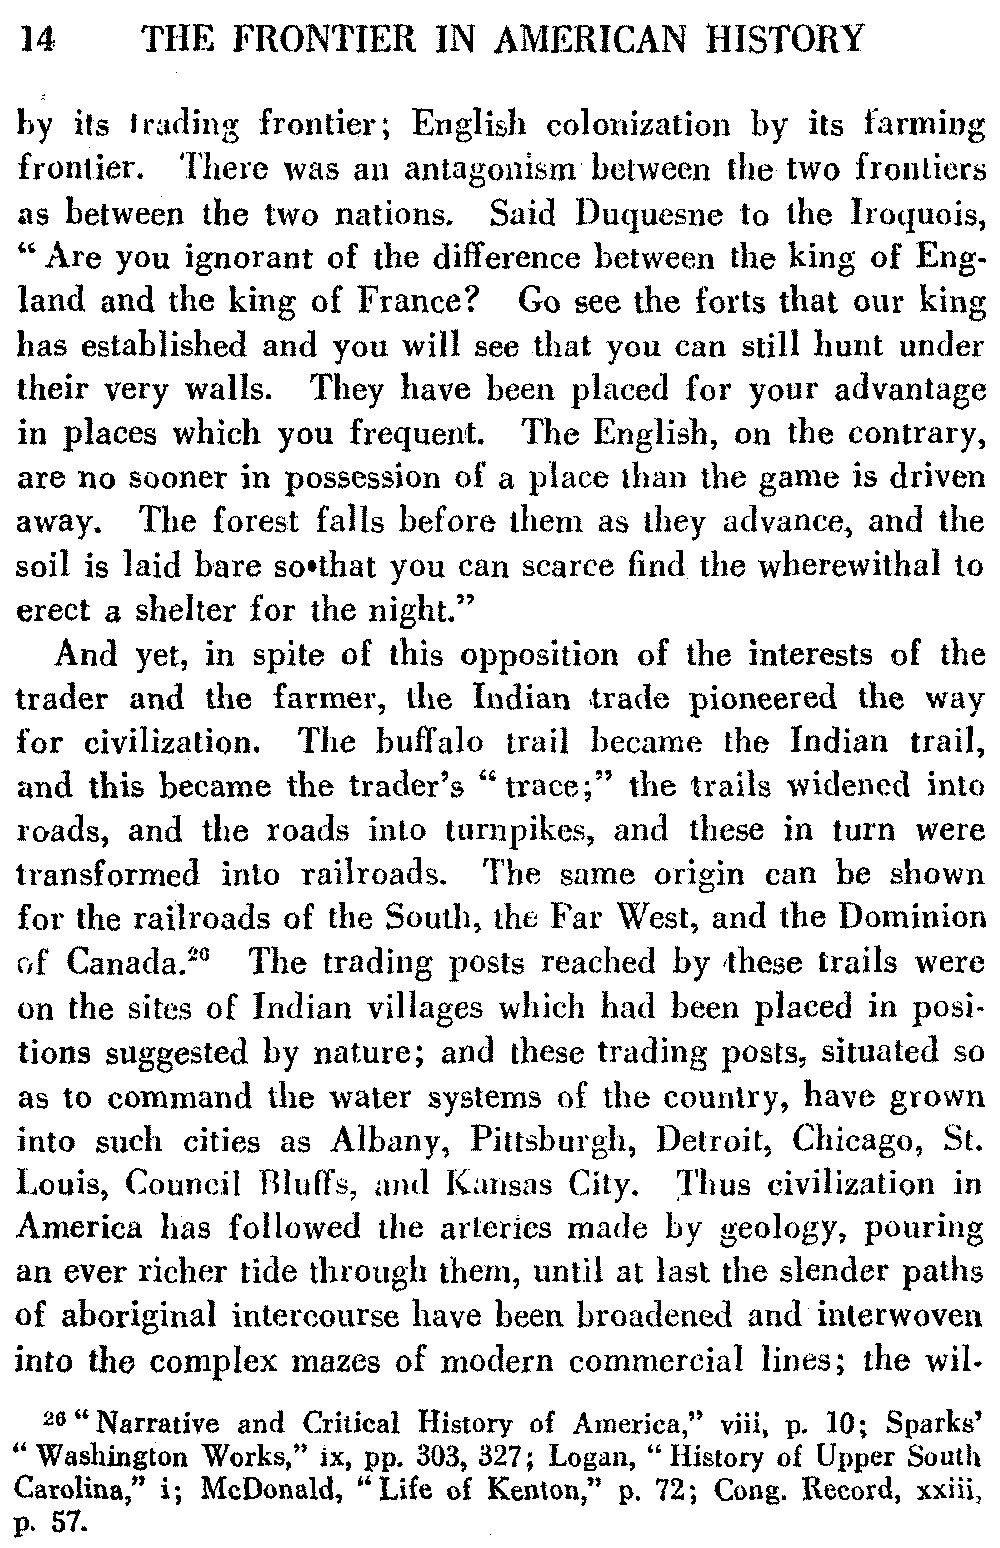 14 THE FRONTIER IN AMERICAN HISTORY
by its trading frontier; English colonization by its farming
frontier. There was an antagonism between the two frontiers
as between the two nations. Said Duquesne to the Iroquois,
“ Are you ignorant of the difference between the king of Eng-
land and the king of France? Go see the forts that our king
has established and you will see that you can still hunt under
their very walls. They have been placed for your advantage
in places which you frequent. The English, on the contrary,
are no sooner in possession of a place than the game is driven
away. The forest falls before them as they advance, and the
soil is laid bare so that you can scarce find the wherewithal to
erect a shelter for the night.”
And yet, in spite of this opposition of the interests of the
trader and the farmer, the Indian trade pioneered the way
for civilization. The buffalo trail became the Indian trail,
and this became the trader’s “ trace;” the trails widened into
roads, and the roads into turnpikes, and these in turn were
transformed into railroads. The same origin can be shown
for the railroads of the South, the Far West, and the Dominion
of Canada.²⁶ The trading posts reached by these trails were
on the sites of Indian villages which had been placed in posi-
tions suggested by nature; and these trading posts, situated so
as to command the water systems of the country, have grown
into such cities as Albany, Pittsburgh, Detroit, Chicago, St.
Louis, Council Bluffs, and Kansas City. Thus civilization in
America has followed the arteries made by geology, pouring
an ever richer tide through them, until at last the slender paths
of aboriginal intercourse have been broadened and interwoven
into the complex mazes of modern commercial lines; the wil-
²⁶ “ Narrative and Critical History of America,” viii, p. 10; Sparks’
“ Washington Works,” ix, pp. 303, 327; Logan, “ History of Upper South
Carolina,” i; McDonald, “ Life of Kenton,” p. 72; Cong. Record, xxiii,
p. 57.